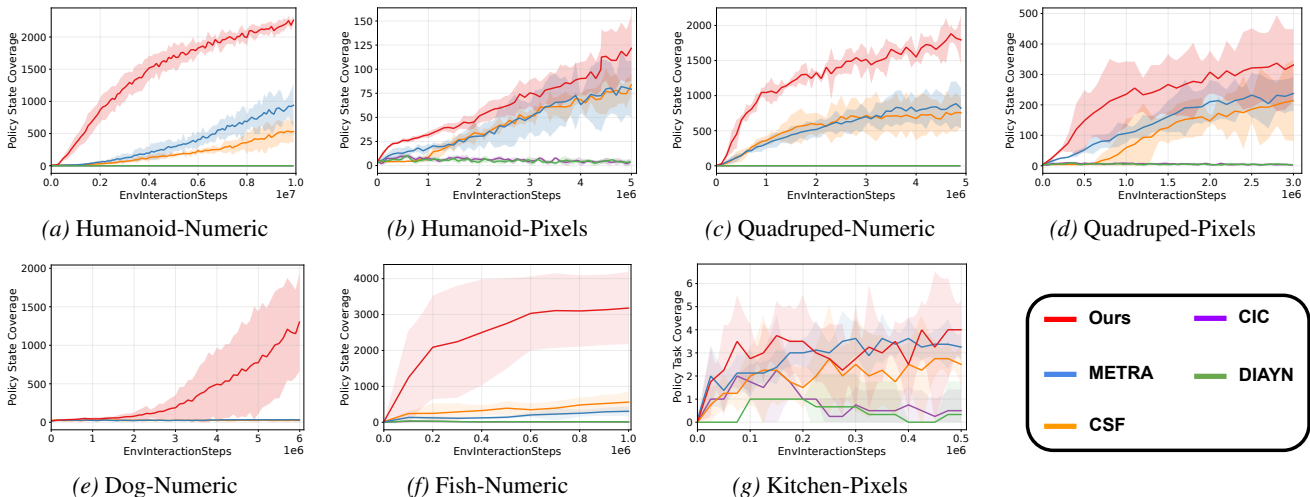 Policy State Coverage
2000
1500
1000
500
0
0.0 0.2 0.4 0.6 0.8 1.0
1e7
EnvInteractionSteps
(a) Humanoid-Numeric
Policy State Coverage
150
125
100
75
50
25
0
0 1 2 3 4 5
1e6
EnvInteractionSteps
(b) Humanoid-Pixels
Policy State Coverage
2000
1500
1000
500
0
0 1 2 3 4 5
1e6
EnvInteractionSteps
(c) Quadruped-Numeric
Policy State Coverage
500
400
300
200
100
0
0.0 0.5 1.0 1.5 2.0 2.5 3.0
1e6
EnvInteractionSteps
(d) Quadruped-Pixels
Policy State Coverage
2000
1500
1000
500
0
0 1 2 3 4 5 6
1e6
EnvInteractionSteps
(e) Dog-Numeric
Policy State Coverage
4000
3000
2000
1000
0
0.0 0.2 0.4 0.6 0.8 1.0
1e6
EnvInteractionSteps
(f) Fish-Numeric
Policy Task Coverage
6
5
4
3
2
1
0
0.0 0.1 0.2 0.3 0.4 0.5
1e6
EnvInteractionSteps
(g) Kitchen-Pixels
Ours CIC
METRA DIAYN
CSF